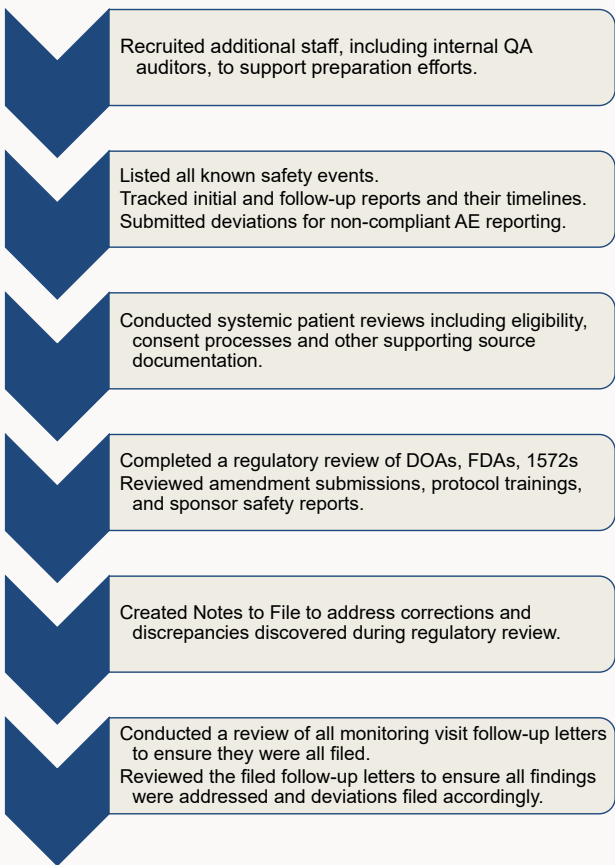 Recruited additional staff, including internal QA
auditors, to support preparation efforts.
Listed all known safety events.
Tracked initial and follow-up reports and their timelines.
Submitted deviations for non-compliant AE reporting.
Conducted systemic patient reviews including eligibility,
consent processes and other supporting source
documentation.
Completed a regulatory review of DOAs, FDAs, 1572s
Reviewed amendment submissions, protocol trainings,
and sponsor safety reports.
Created Notes to File to address corrections and
discrepancies discovered during regulatory review.
Conducted a review of all monitoring visit follow-up letters
to ensure they were all filed.
Reviewed the filed follow-up letters to ensure all findings
were addressed and deviations filed accordingly.